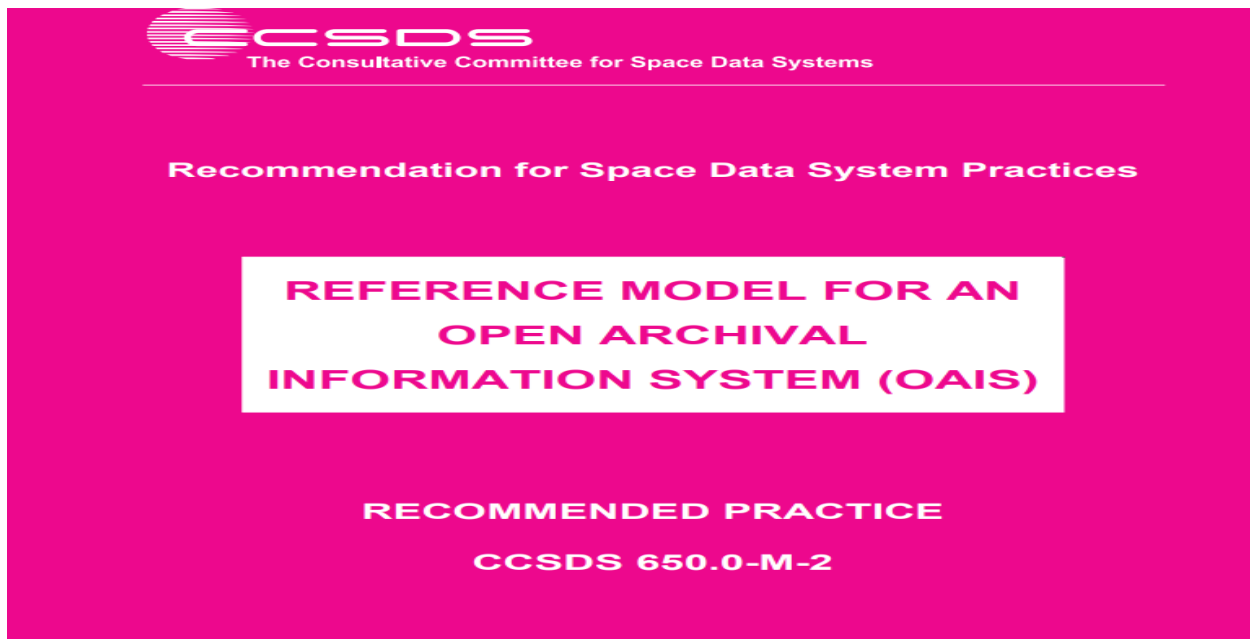 CCSDS
The Consultative Committee for Space Data Systems
Recommendation for Space Data System Practices
REFERENCE MODEL FOR AN
OPEN ARCHIVAL
INFORMATION SYSTEM (OAIS)
RECOMMENDED PRACTICE
CCSDS 650.0-M-2